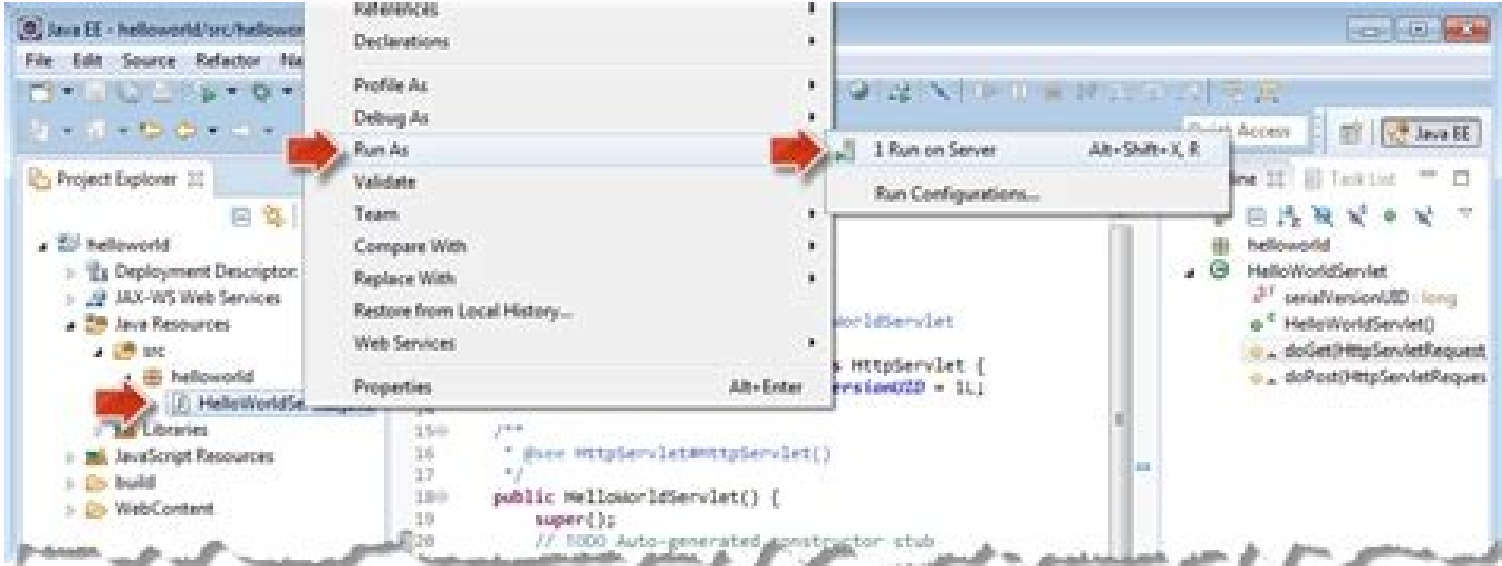 References
Java EE - helloworld/src/hellowor
Declarations
File Edit Source Refactor Na
Profile As
Debug As
Access
Java EE
Run As
1 Run on Server Alt+Shift+X, R
Project Explorer
Validate
Task List
Run Configurations...
Team
helloworld
Compare With
helloworld
Deployment Descriptor:
HelloWorldServlet
Replace With
JAX-WS Web Services
serialVersionUID : long
Restore from Local History...
Java Resources
orldServlet
HelloWorldServlet()
Web Services
src
doGet(HttpServletRequest
s HttpServlet {
helloworld
doPost(HttpServletReques
Properties Alt+Enter
ersionUID = 1L;
HelloWorldSe
Libraries
15 /**
JavaScript Resources
16 * @see HttpServlet#HttpServlet()
17 */
build
18 public HelloWorldServlet() {
WebContent
19 super();
20 // TODO Auto-generated constructor stub